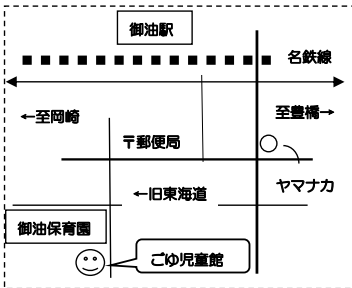 御油駅
名鉄線
←至岡崎
至豊橋→
〒郵便局
ヤマナカ
←旧東海道
御油保育園
ごゆ児童館